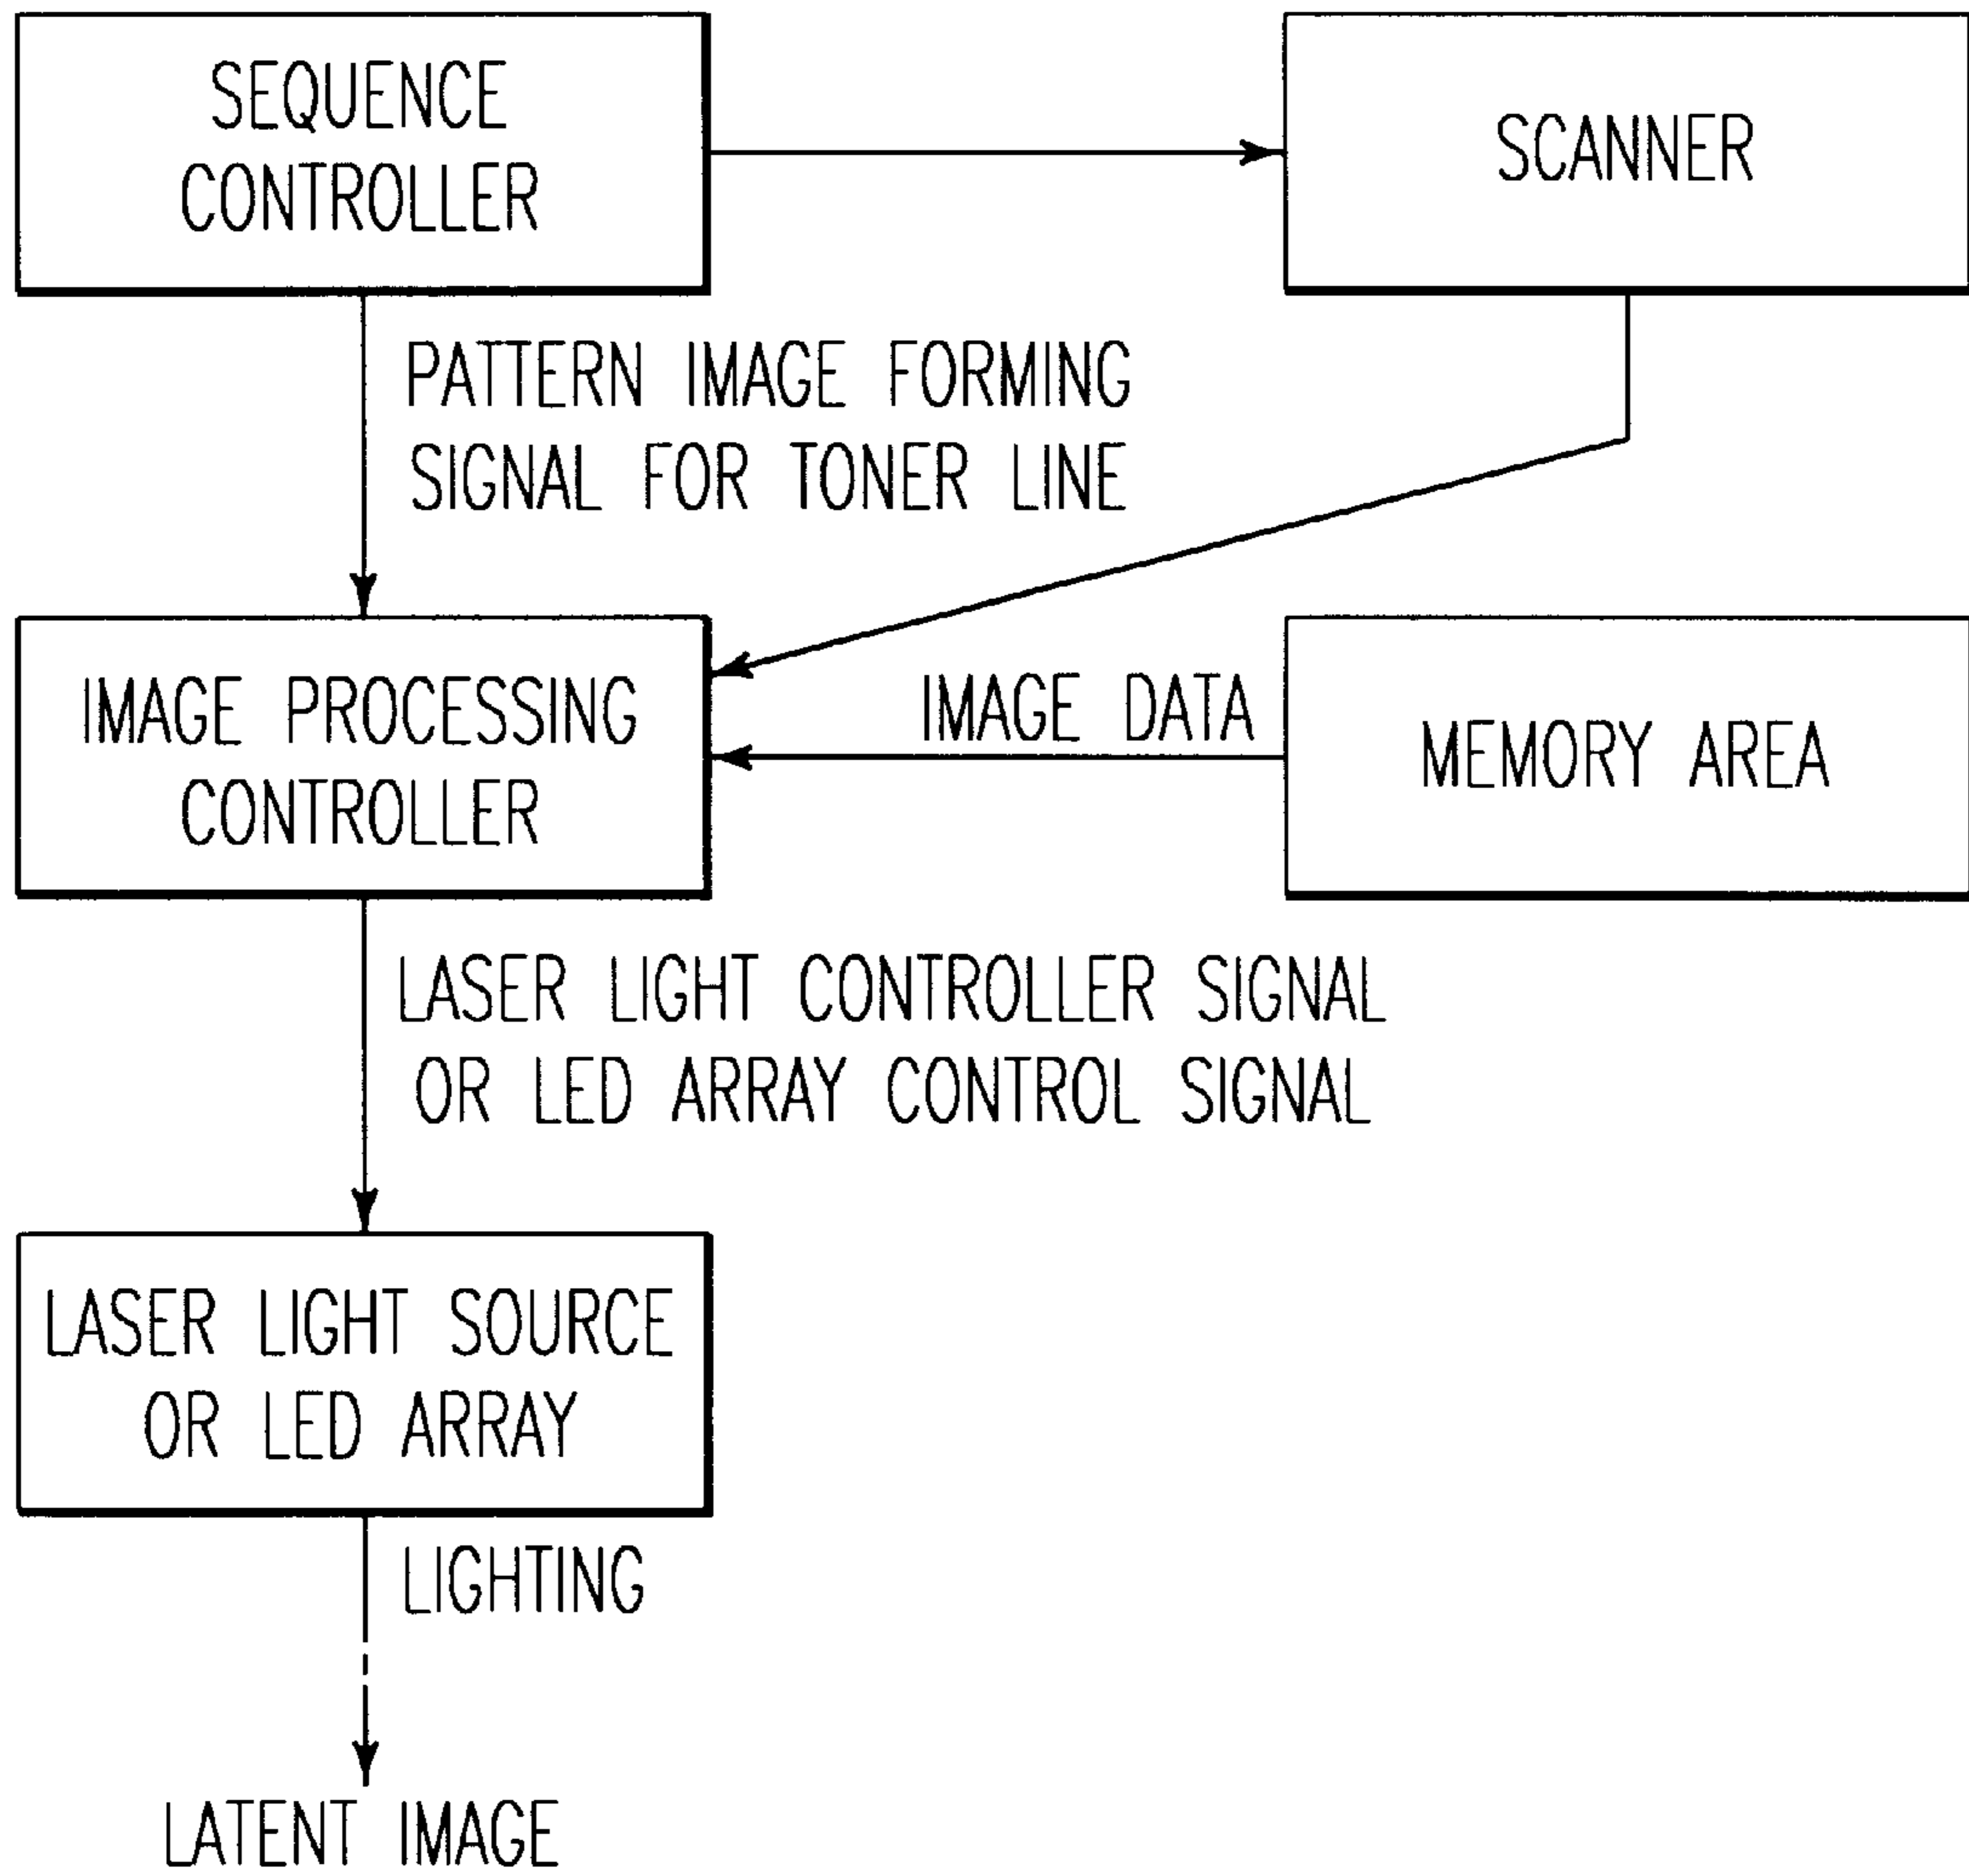 SEQUENCE
CONTROLLER
SCANNER
PATTERN IMAGE FORMING
SIGNAL FOR TONER LINE
IMAGE PROCESSING
CONTROLLER
IMAGE DATA
MEMORY AREA
LASER LIGHT CONTROLLER SIGNAL
OR LED ARRAY CONTROL SIGNAL
LASER LIGHT SOURCE
OR LED ARRAY
LIGHTING
LATENT IMAGE